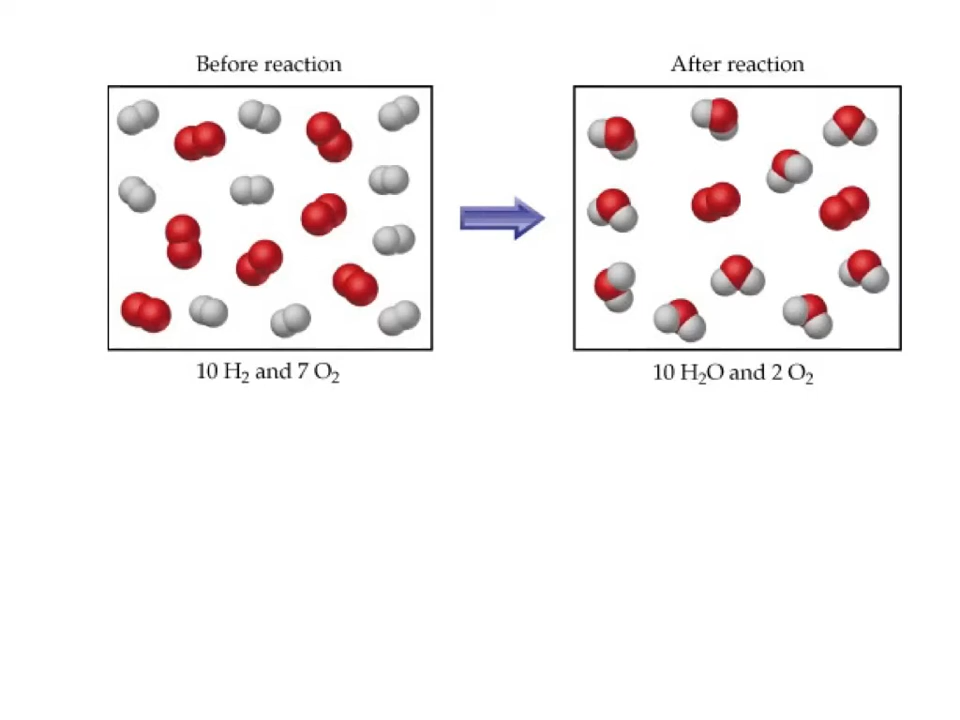 Before reaction
After reaction
10 H₂ and 7 O₂
10 H₂O and 2 O₂